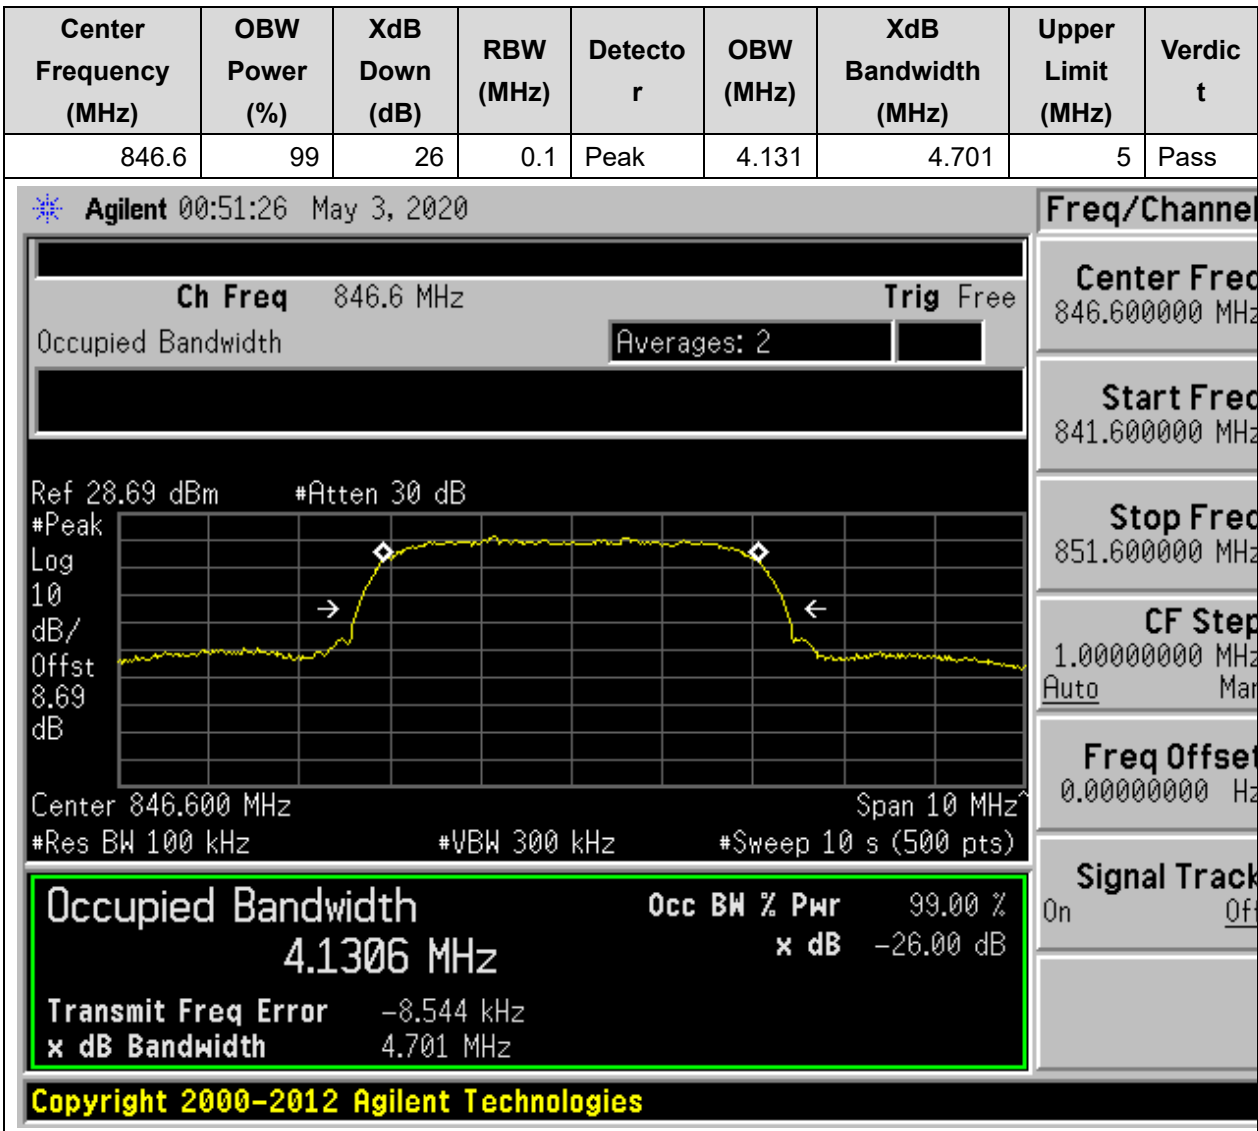 Center Frequency (MHz) OBW Power (%) XdB Down (dB) RBW (MHz) Detecto r OBW (MHz) XdB Bandwidth (MHz) Upper Limit (MHz) Verdic t
846.6 99 26 0.1 Peak 4.131 4.701 5 Pass
Agilent 00:51:26 May 3, 2020
Freq/Channel
Ch Freq 846.6 MHz Trig Free
Occupied Bandwidth Averages: 2
Center Freq
846.600000 MHz
Start Freq
841.600000 MHz
Stop Freq
851.600000 MHz
CF Step
1.00000000 MHz
Auto Man
Freq Offset
0.00000000 Hz
Signal Track
On Off
Ref 28.69 dBm #Atten 30 dB
#Peak
Log
10
dB/
Offst
8.69
dB
Center 846.600 MHz Span 10 MHz^
#Res BW 100 kHz #VBW 300 kHz #Sweep 10 s (500 pts)
Occupied Bandwidth Occ BW % Pwr 99.00 %
4.1306 MHz x dB -26.00 dB
Transmit Freq Error -8.544 kHz
x dB Bandwidth 4.701 MHz
Copyright 2000-2012 Agilent Technologies